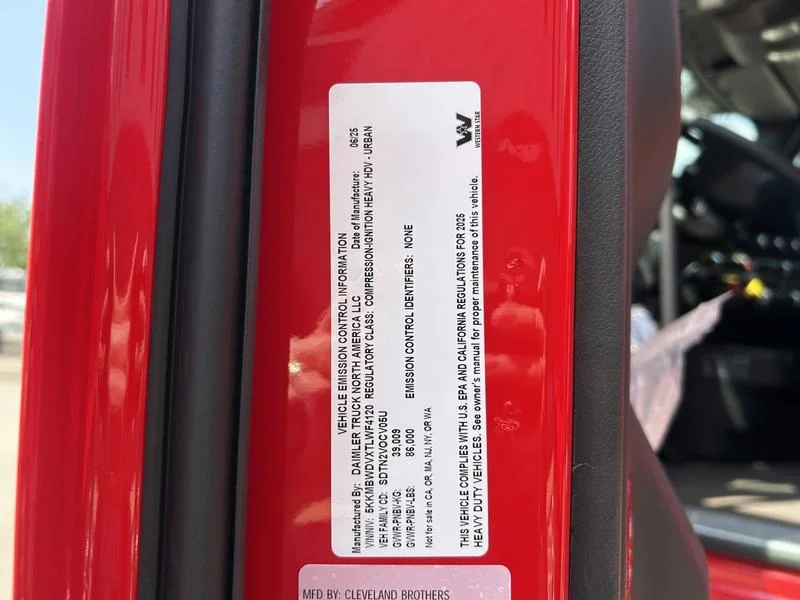 VEHICLE EMISSION CONTROL INFORMATION
Manufactured By: DAIMLER TRUCK NORTH AMERICA LLC Date of Manufacture: 06/25
VIN/NIV: 5KKMBWDVXTLWF4120 REGULATORY CLASS: COMPRESSION-IGNITION HEAVY HDV - URBAN
VEH FAMILY CD: SDTN2VOCV05U
GVWR-PNBV-KG: 39,009
GVWR-PNBV-LBS: 86,000 EMISSION CONTROL IDENTIFIERS: NONE
Not for sale in CA, OR, MA, NJ, NY, OR WA
THIS VEHICLE COMPLIES WITH U.S. EPA AND CALIFORNIA REGULATIONS FOR 2025
HEAVY DUTY VEHICLES. See owner's manual for proper maintenance of this vehicle.
WESTERN STAR
MFD BY: CLEVELAND BROTHERS